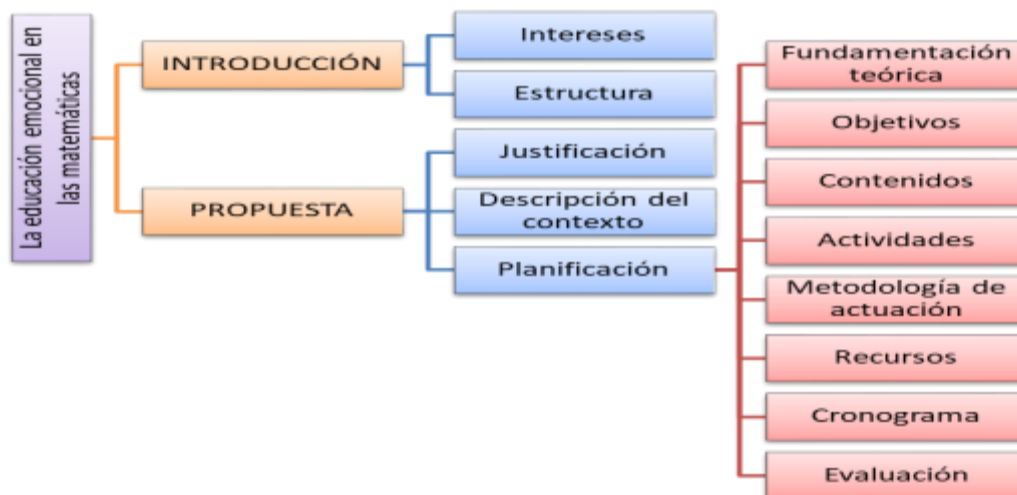 La educación emocional en
las matemáticas
INTRODUCCIÓN
Intereses
Estructura
PROPUESTA
Justificación
Descripción del
contexto
Planificación
Fundamentación
teórica
Objetivos
Contenidos
Actividades
Metodología de
actuación
Recursos
Cronograma
Evaluación